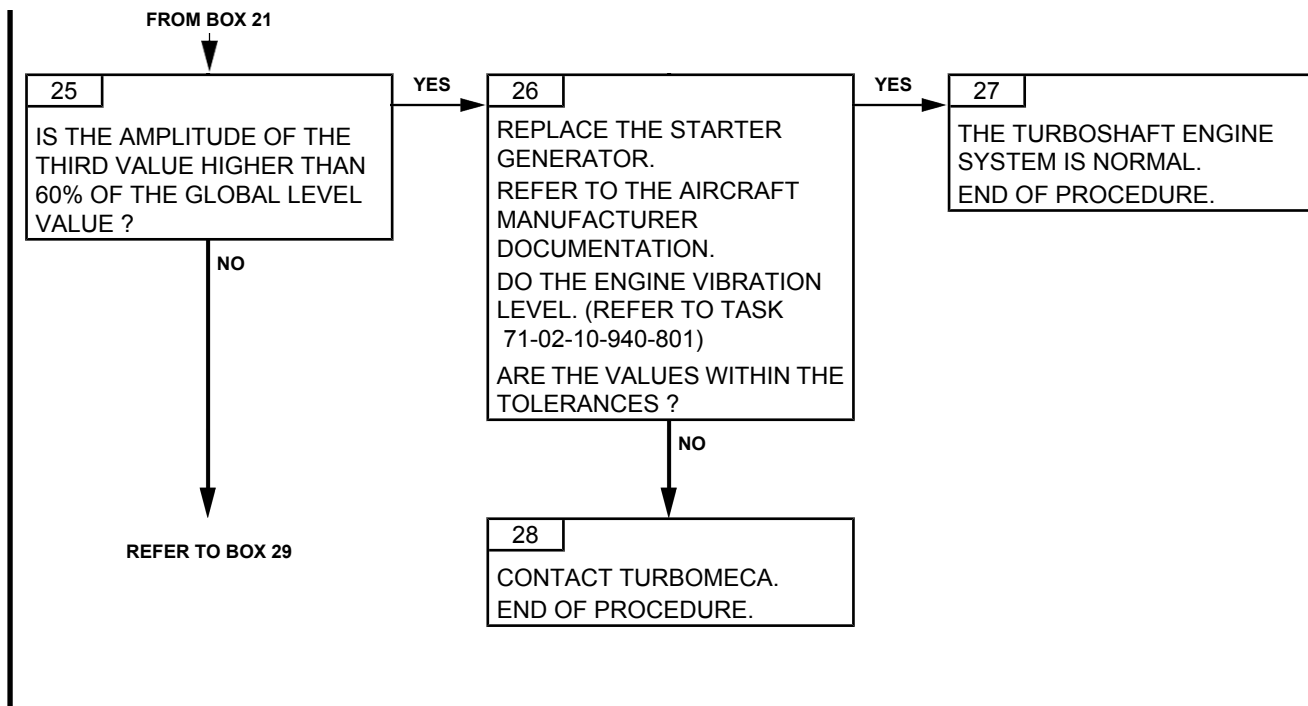 FROM BOX 21
25
IS THE AMPLITUDE OF THE
THIRD VALUE HIGHER THAN
60% OF THE GLOBAL LEVEL
VALUE ?
YES
26
REPLACE THE STARTER
GENERATOR.
REFER TO THE AIRCRAFT
MANUFACTURER
DOCUMENTATION.
DO THE ENGINE VIBRATION
LEVEL. (REFER TO TASK
71-02-10-940-801)
ARE THE VALUES WITHIN THE
TOLERANCES ?
YES
27
THE TURBOSHAFT ENGINE
SYSTEM IS NORMAL.
END OF PROCEDURE.
NO
REFER TO BOX 29
NO
28
CONTACT TURBOMECA.
END OF PROCEDURE.